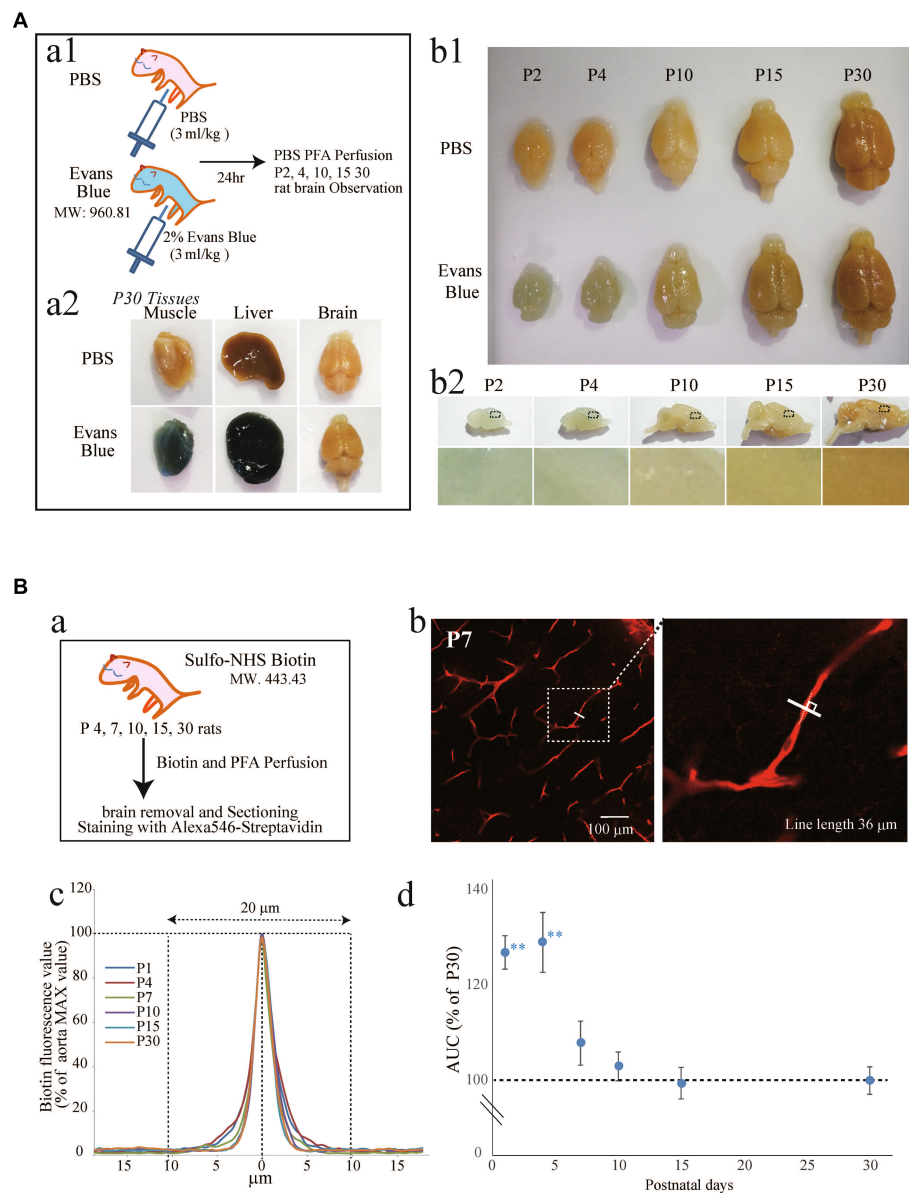 A
a1
PBS
PBS
(3 ml/kg )
Evans
Blue
MW: 960.81
24hr
PBS PFA Perfusion
P2, 4, 10, 15 30
rat brain Observation
2% Evans Blue
(3 ml/kg )
a2
P30 Tissues
Muscle Liver Brain
PBS
Evans
Blue
b1
P2 P4 P10 P15 P30
PBS
Evans
Blue
b2
P2 P4 P10 P15 P30
B
a
Sulfo-NHS Biotin
MW. 443.43
P 4, 7, 10, 15, 30 rats
Biotin and PFA Perfusion
brain removal and Sectioning
Staining with Alexa546-Streptavidin
b
P7
100 μm
Line length 36 μm
c
Biotin fluorescence value
(% of aorta MAX value)
120
100
80
60
40
20
0
20 μm
P1
P4
P7
P10
P15
P30
15 10 5 0 5 10 15
μm
d
AUC (% of P30)
140
120
100
0
**
**
0 5 10 15 20 25 30
Postnatal days